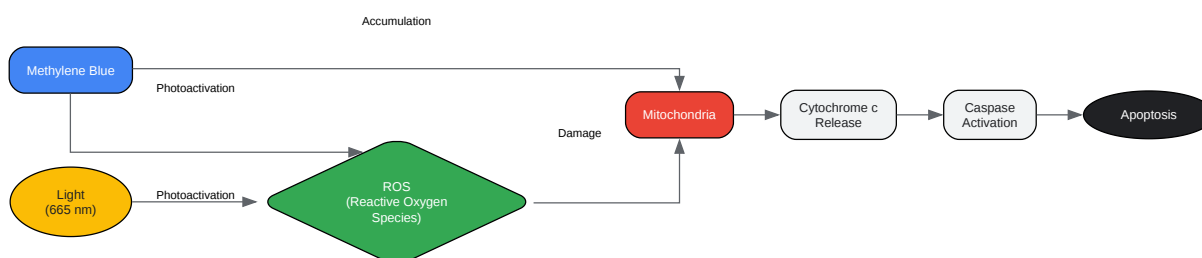 Accumulation
Methylene Blue
Photoactivation
Mitochondria
Cytochrome c
Release
Caspase
Activation
Apoptosis
Damage
Light
(665 nm)
Photoactivation
ROS
(Reactive Oxygen
Species)